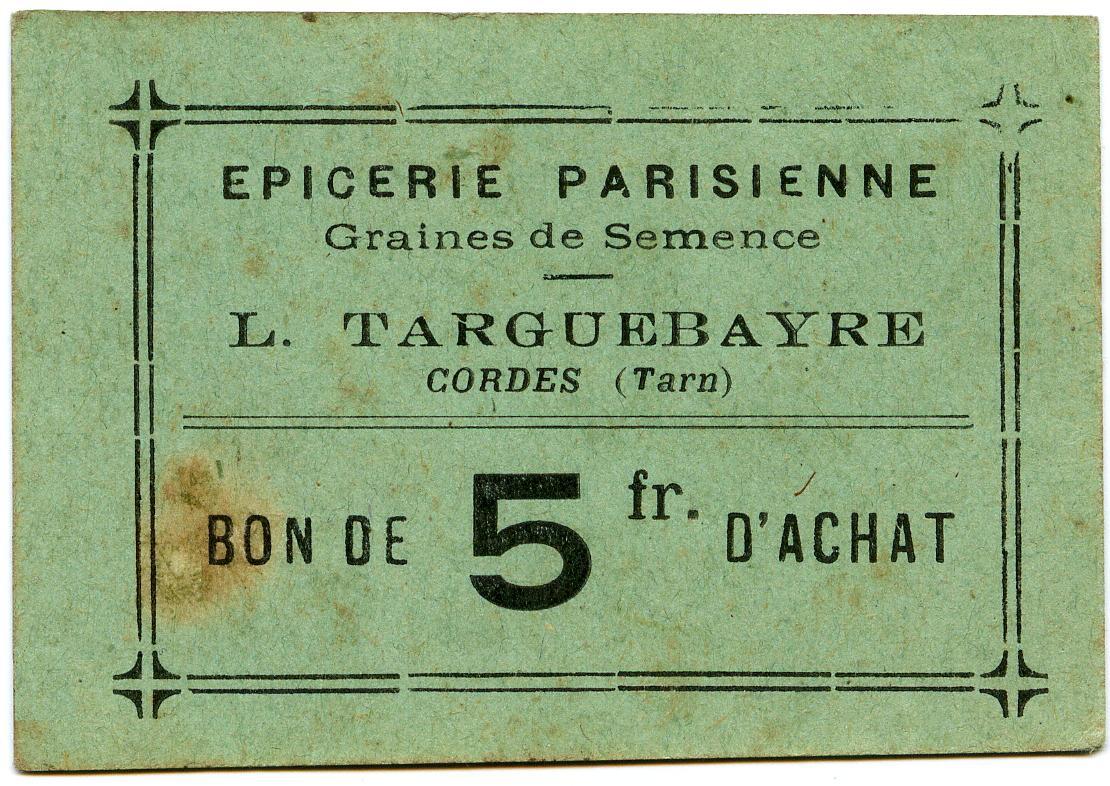 EPICERIE PARISIENNE
Graines de Semence
L. TARGUEBAYRE
CORDES (Tarn)
BON DE 5 fr. D'ACHAT